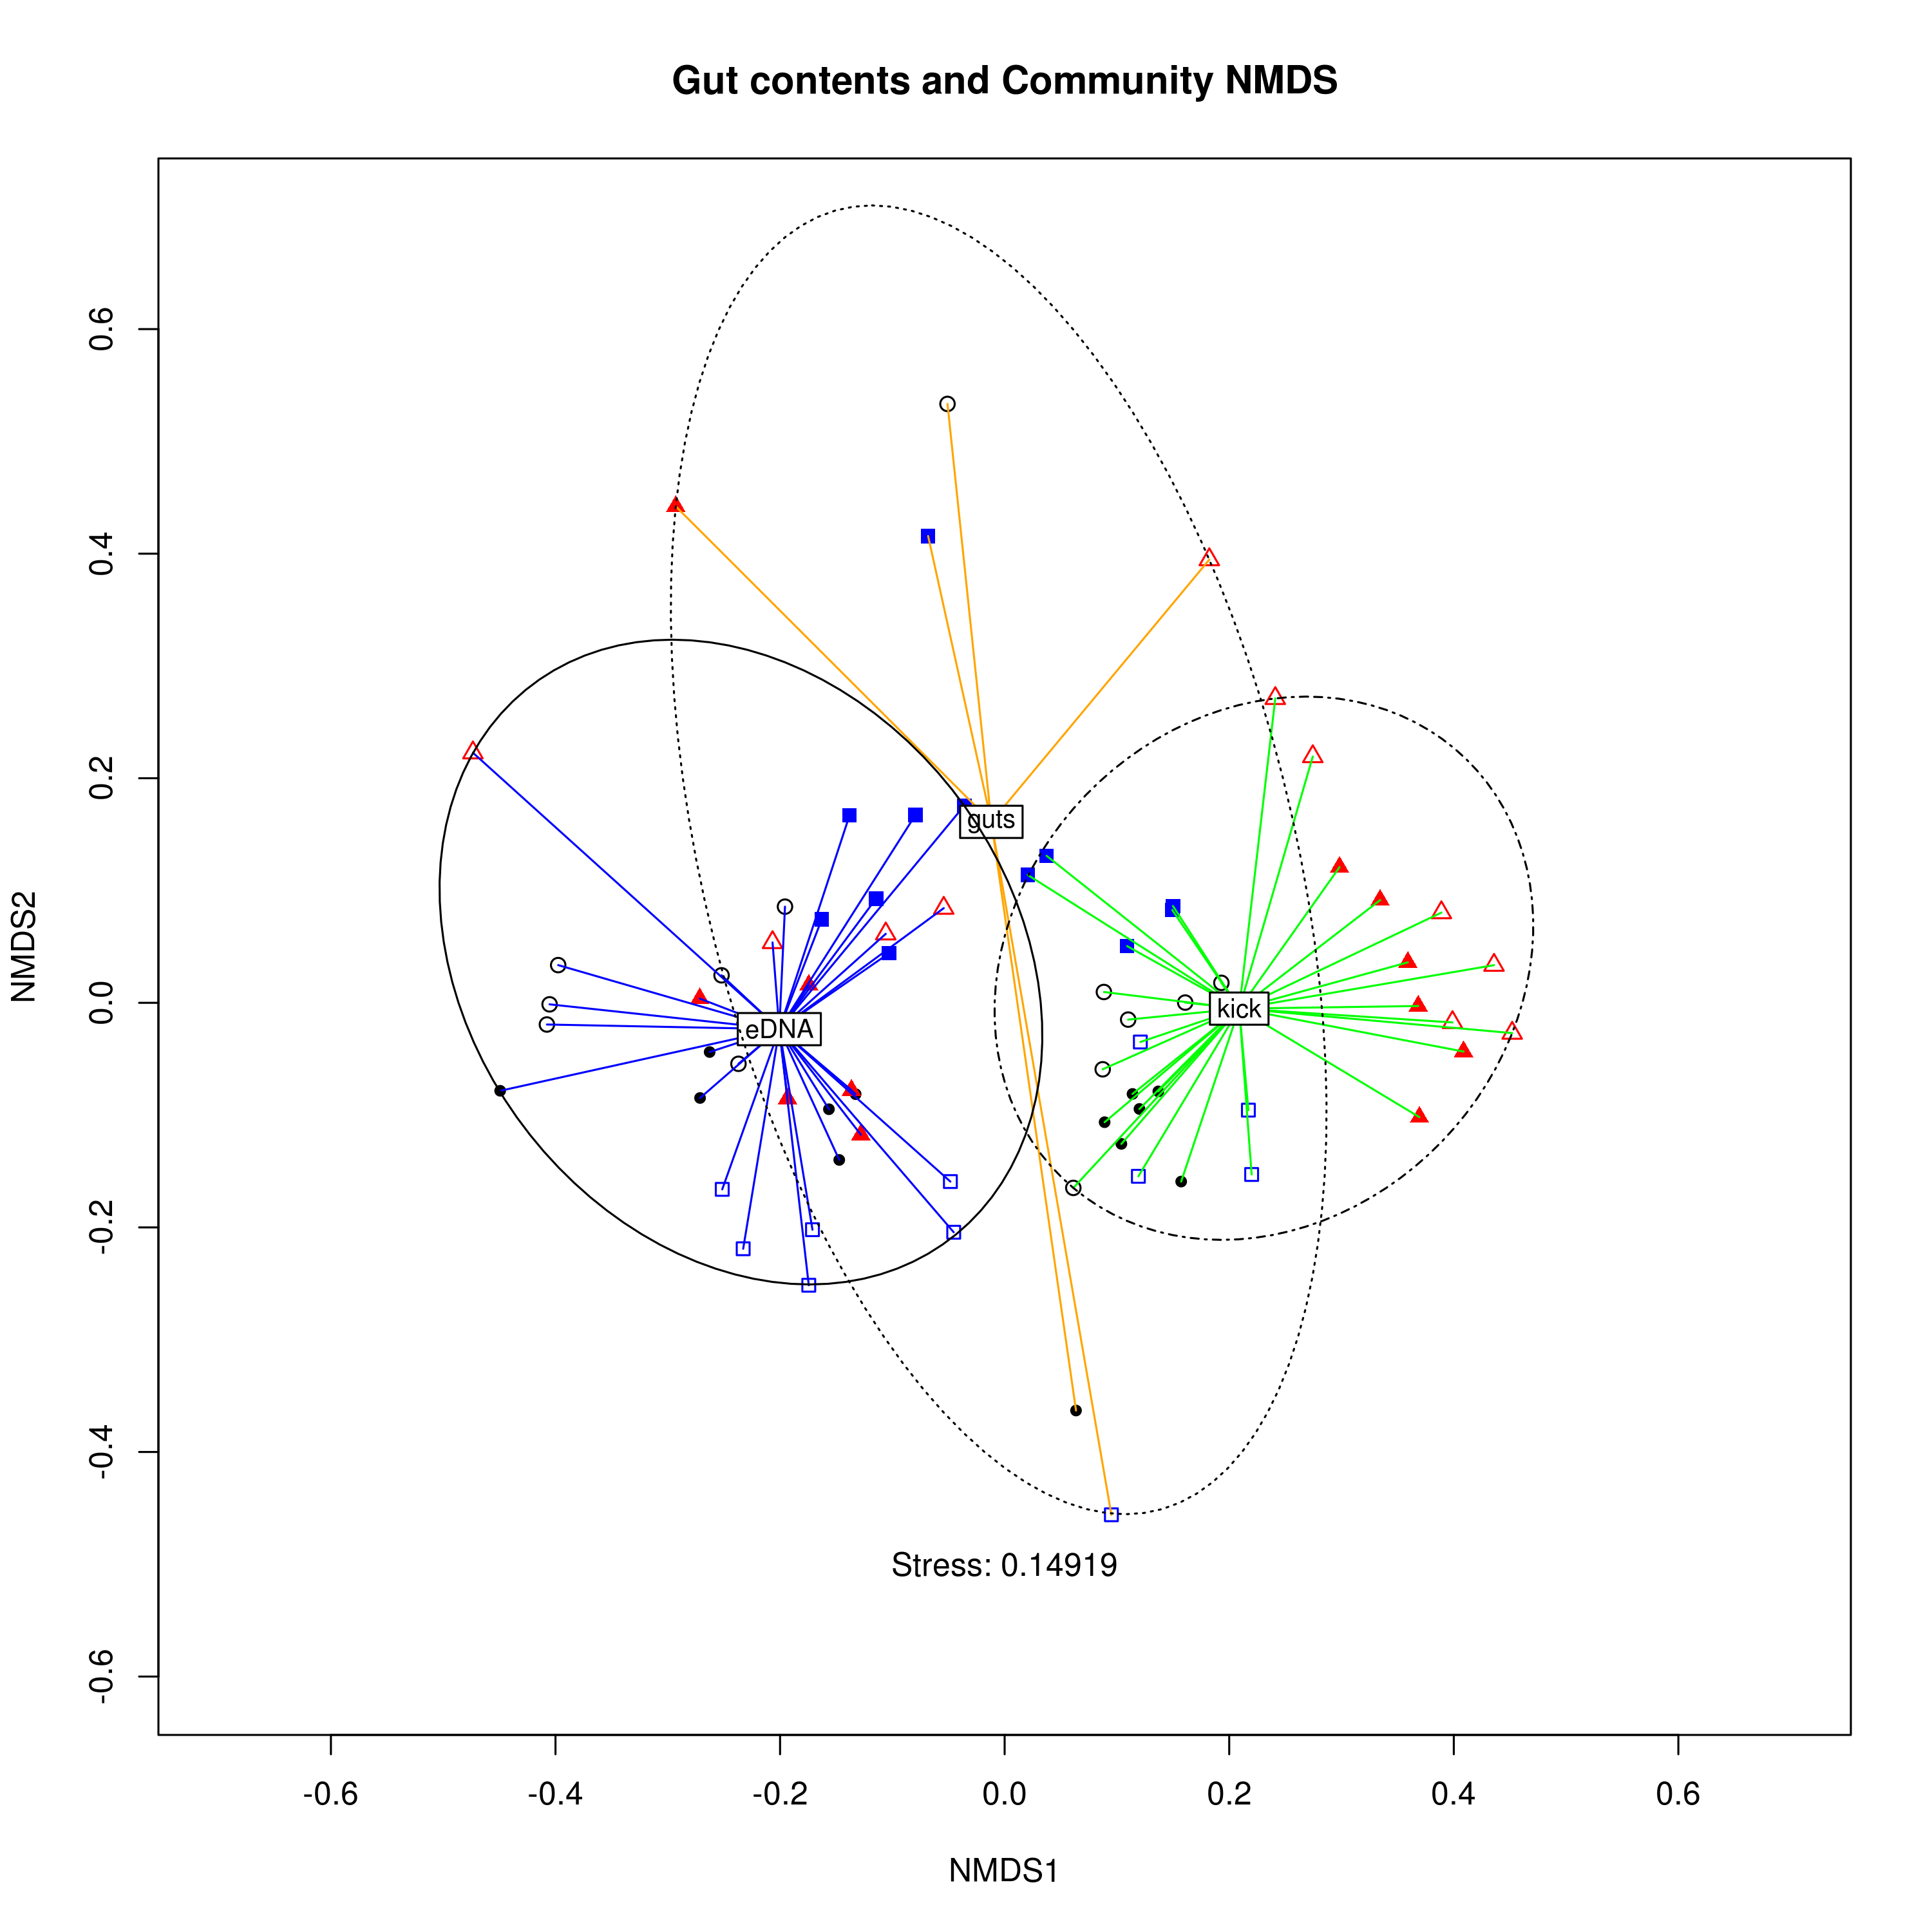 Gut contents and Community NMDS
0.6
0.4
0.2
0.0
-0.2
-0.4
-0.6
NMDS2
guts
eDNA
kick
Stress: 0.14919
-0.6 -0.4 -0.2 0.0 0.2 0.4 0.6
NMDS1